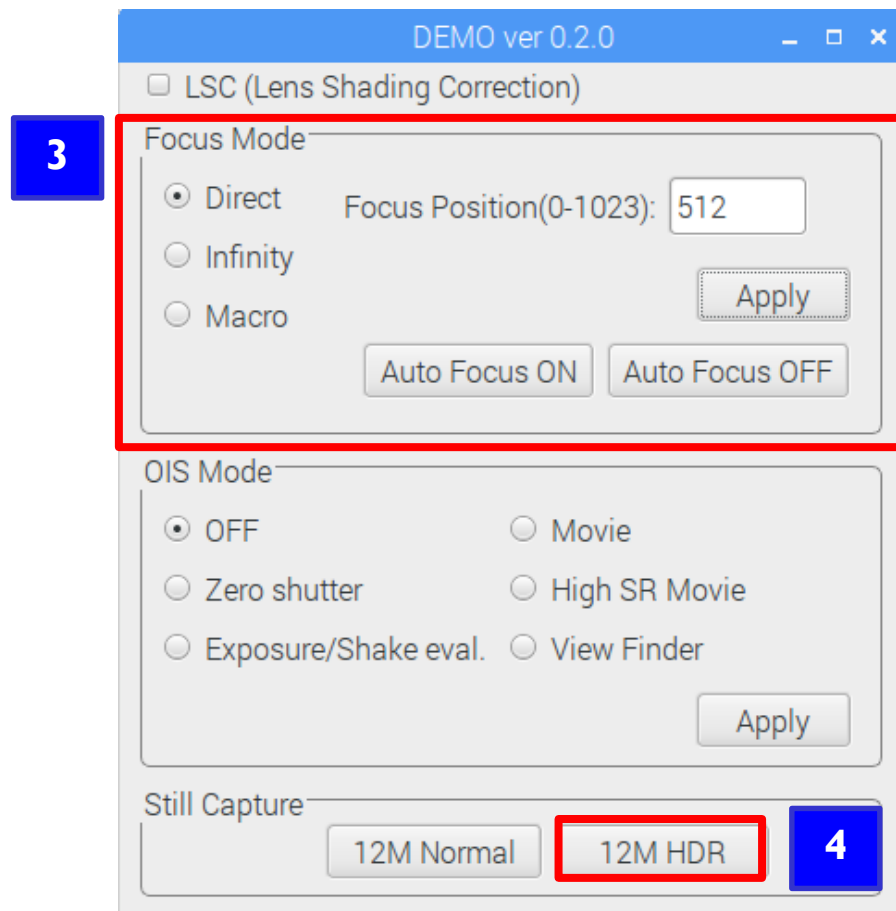 DEMO ver 0.2.0
LSC (Lens Shading Correction)
3
Focus Mode
Direct
Focus Position(0-1023): 512
Infinity
Apply
Macro
Auto Focus ON Auto Focus OFF
OIS Mode
OFF Movie
Zero shutter High SR Movie
Exposure/Shake eval. View Finder
Apply
Still Capture
12M Normal 12M HDR
4